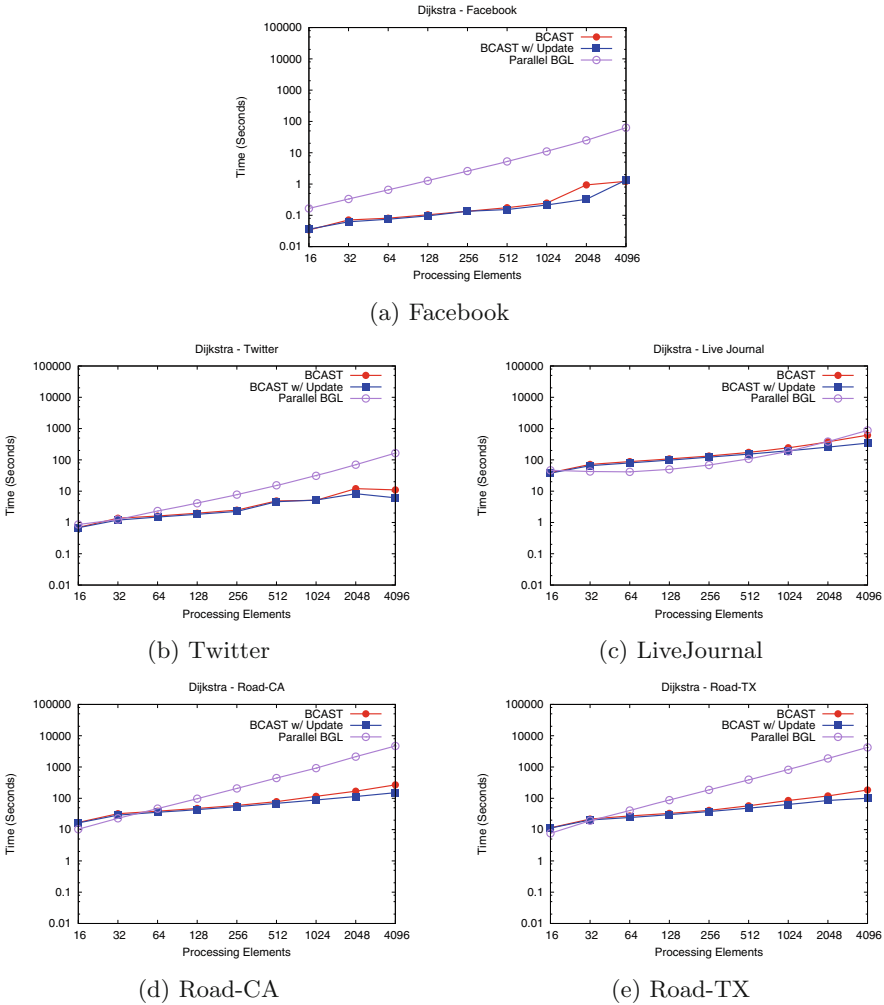 Dijkstra - Facebook
100000
10000
1000
100
10
1
0.1
0.01
Time (Seconds)
BCAST
BCAST w/ Update
Parallel BGL
16 32 64 128 256 512 1024 2048 4096
Processing Elements
(a) Facebook
Dijkstra - Twitter
100000
10000
1000
100
10
1
0.1
0.01
Time (Seconds)
BCAST
BCAST w/ Update
Parallel BGL
16 32 64 128 256 512 1024 2048 4096
Processing Elements
(b) Twitter
Dijkstra - Live Journal
100000
10000
1000
100
10
1
0.1
0.01
Time (Seconds)
BCAST
BCAST w/ Update
Parallel BGL
16 32 64 128 256 512 1024 2048 4096
Processing Elements
(c) LiveJournal
Dijkstra - Road-CA
100000
10000
1000
100
10
1
0.1
0.01
Time (Seconds)
BCAST
BCAST w/ Update
Parallel BGL
16 32 64 128 256 512 1024 2048 4096
Processing Elements
(d) Road-CA
Dijkstra - Road-TX
100000
10000
1000
100
10
1
0.1
0.01
Time (Seconds)
BCAST
BCAST w/ Update
Parallel BGL
16 32 64 128 256 512 1024 2048 4096
Processing Elements
(e) Road-TX